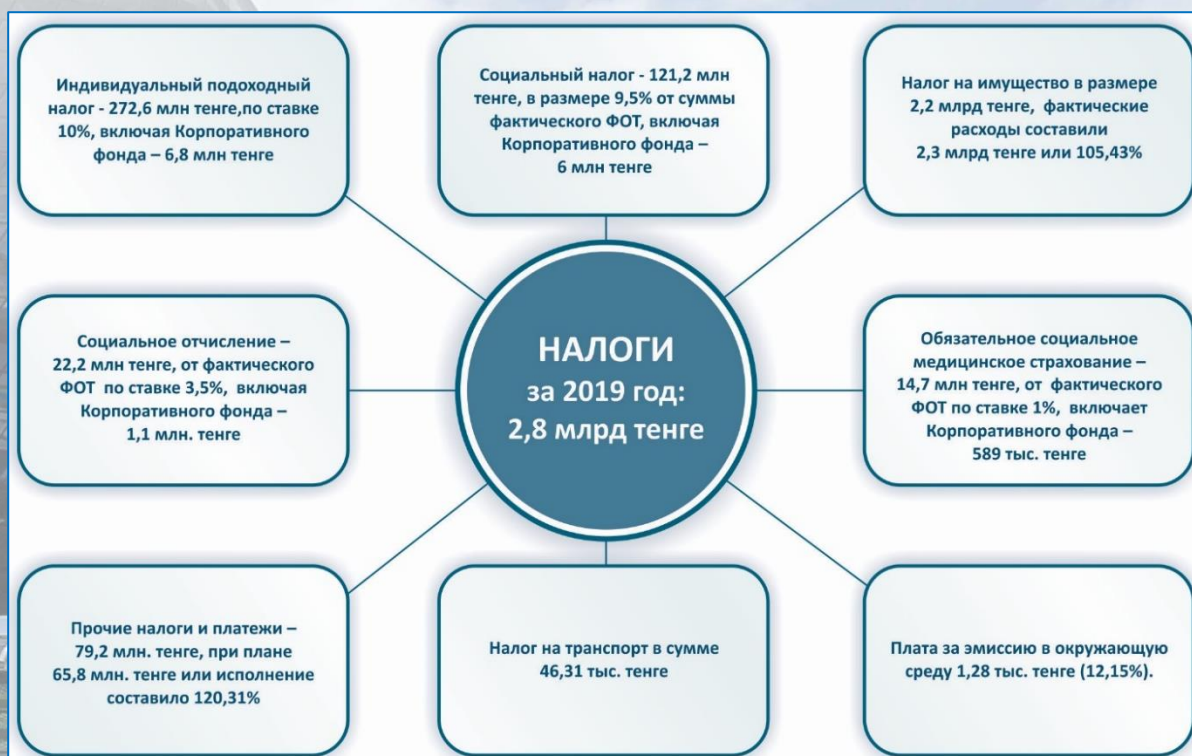 Индивидуальный подоходный
налог - 272,6 млн тенге,по ставке
10%, включая Корпоративного
фонда – 6,8 млн тенге
Социальный налог - 121,2 млн
тенге, в размере 9,5% от суммы
фактического ФОТ, включая
Корпоративного фонда –
6 млн тенге
Налог на имущество в размере
2,2 млрд тенге, фактические
расходы составили
2,3 млрд тенге или 105,43%
Социальное отчисление –
22,2 млн тенге, от фактического
ФОТ по ставке 3,5%, включая
Корпоративного фонда –
1,1 млн. тенге
НАЛОГИ
за 2019 год:
2,8 млрд тенге
Обязательное социальное
медицинское страхование –
14,7 млн тенге, от фактического
ФОТ по ставке 1%, включает
Корпоративного фонда –
589 тыс. тенге
Прочие налоги и платежи –
79,2 млн. тенге, при плане
65,8 млн. тенге или исполнение
составило 120,31%
Налог на транспорт в сумме
46,31 тыс. тенге
Плата за эмиссию в окружающую
среду 1,28 тыс. тенге (12,15%).